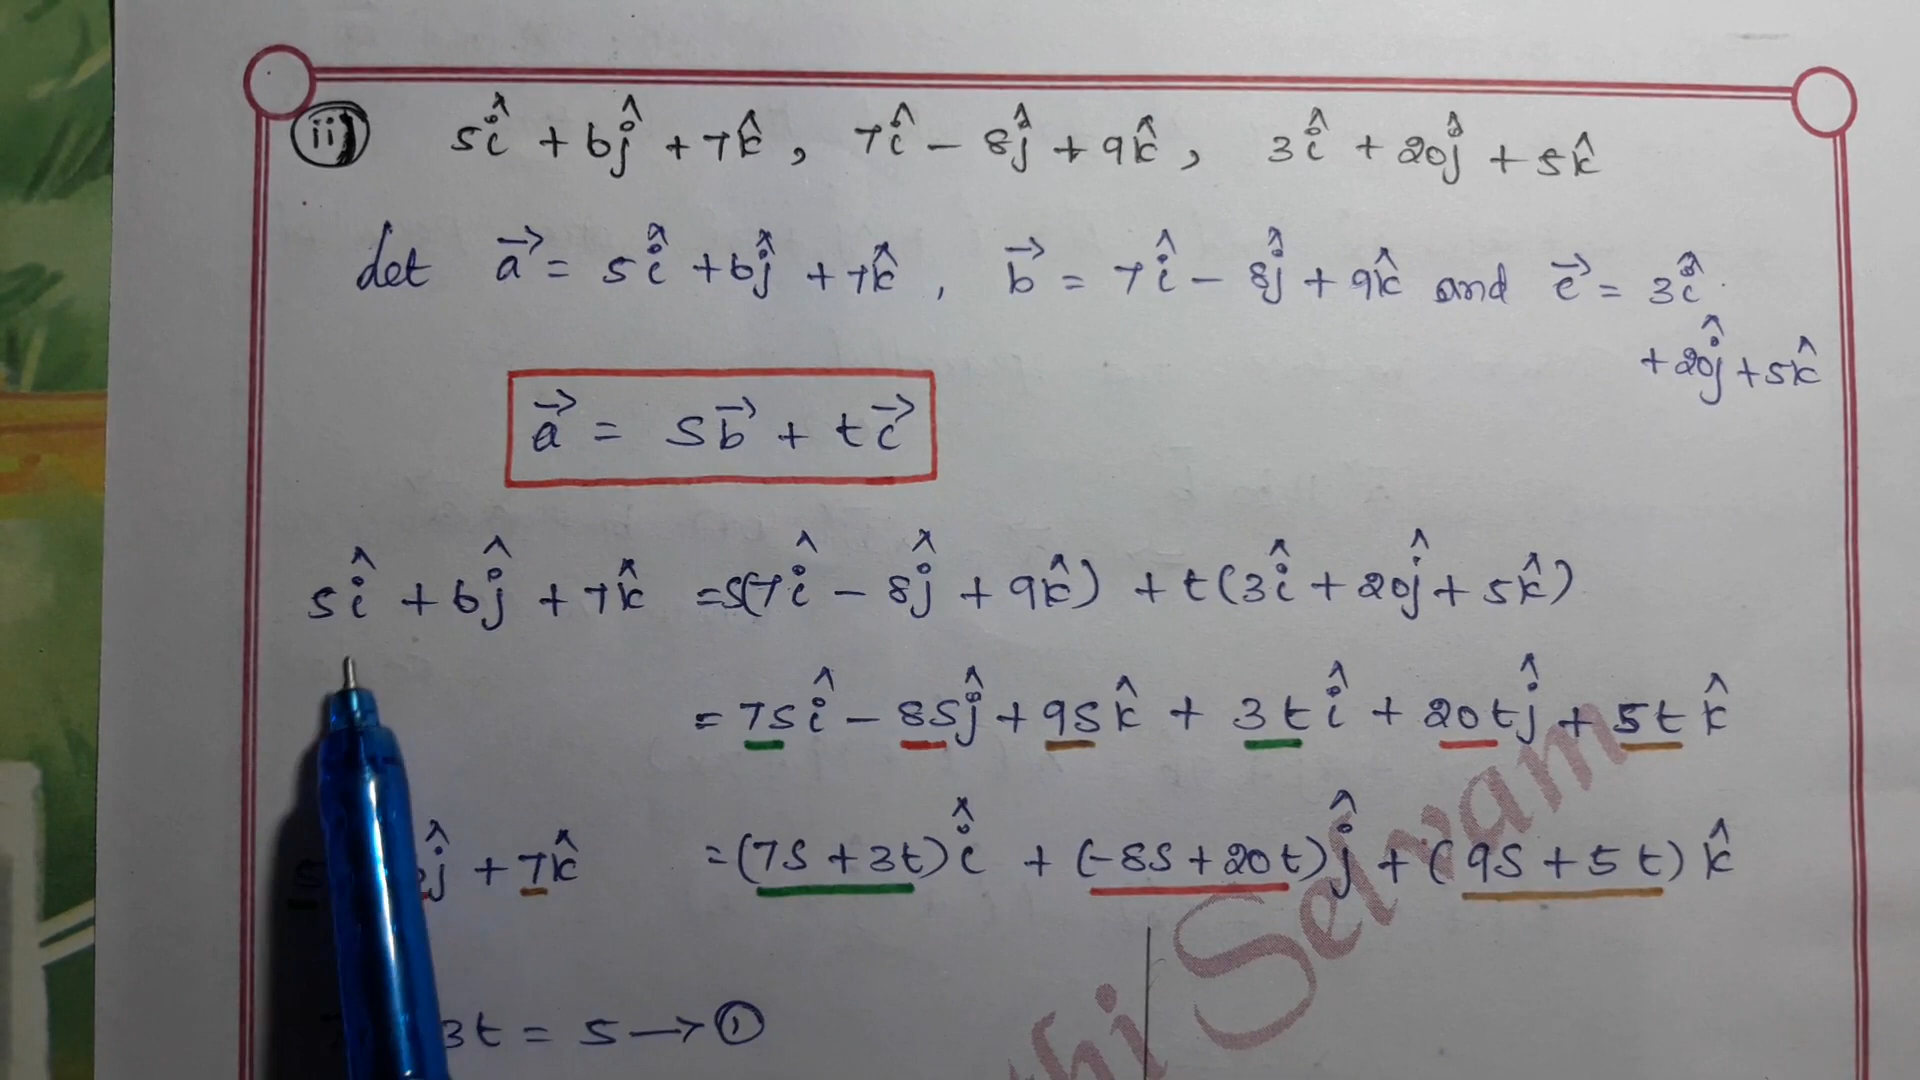 ii) 5î + 6ĵ + 7k̂, 7î − 8ĵ + 9k̂, 3î + 20ĵ + 5k̂
Let a⃗ = 5î + 6ĵ + 7k̂, b⃗ = 7î − 8ĵ + 9k̂ and c⃗ = 3î
+ 20ĵ + 5k̂
a⃗ = sb⃗ + tc⃗
5î + 6ĵ + 7k̂ = s(7î − 8ĵ + 9k̂) + t(3î + 20ĵ + 5k̂)
= 7sî − 8sĵ + 9sk̂ + 3tî + 20tĵ + 5tk̂
ĵ + 7k̂ = (7s + 3t)î + (−8s + 20t)ĵ + (9s + 5t)k̂
3t = 5 → ①
Selvam